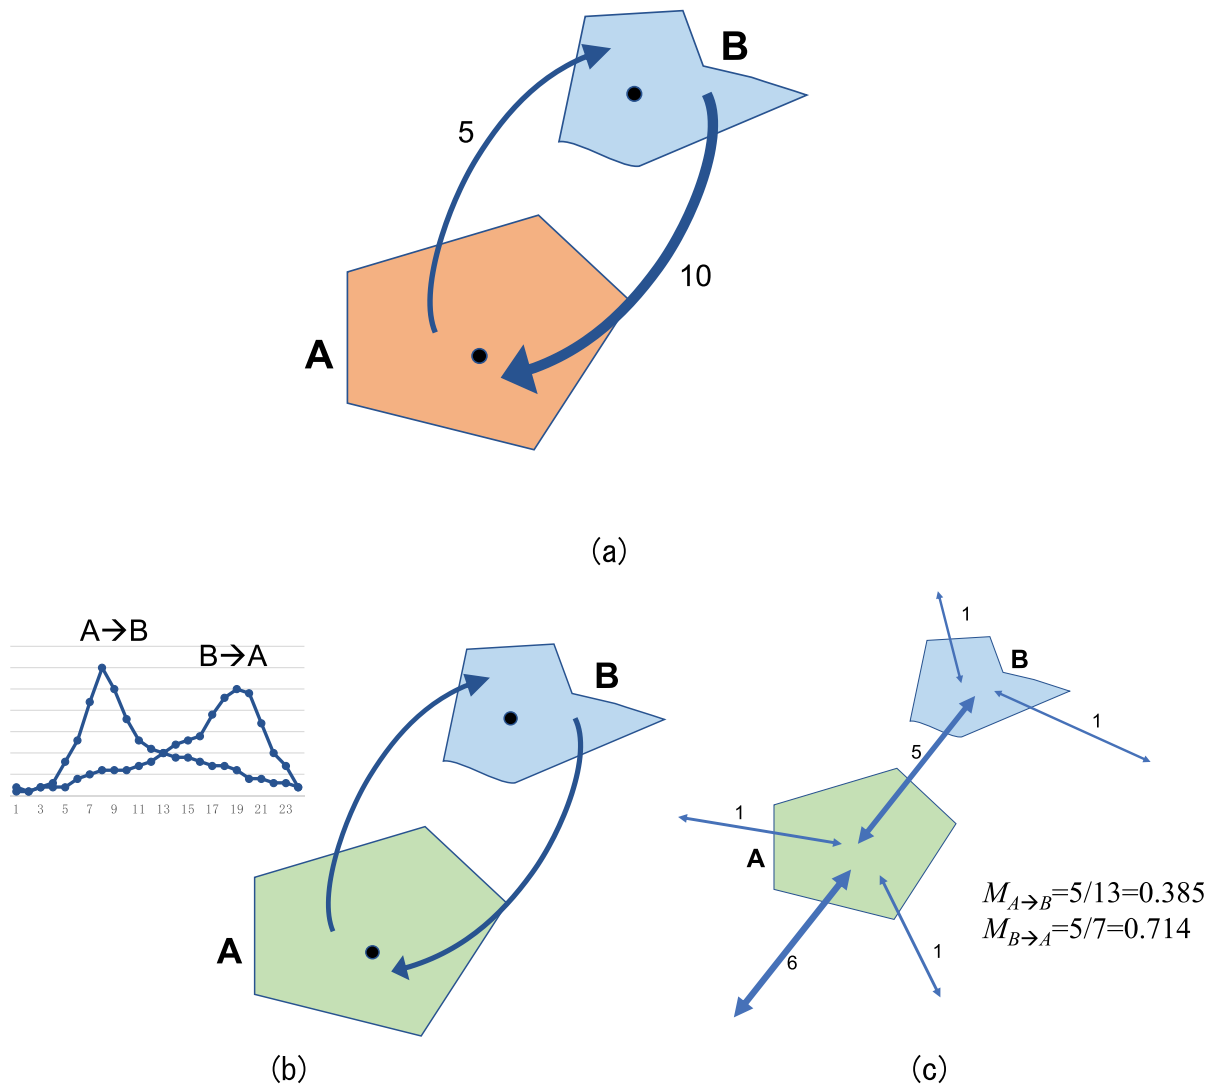 B
5
10
A
(a)
A→B
B→A
1 3 5 7 9 11 13 15 17 19 21 23
B
A
(b)
1
B
1
5
1
A
M_{A→B}=5/13=0.385
M_{B→A}=5/7=0.714
1
6
(c)